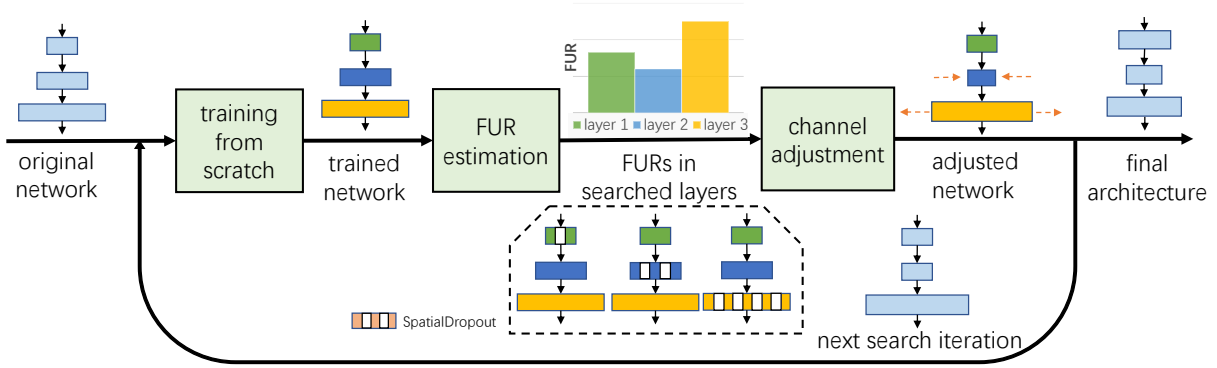 original
network
training
from
scratch
trained
network
FUR
estimation
FUR
layer 1 layer 2 layer 3
FURs in
searched layers
channel
adjustment
adjusted
network
final
architecture
SpatialDropout
next search iteration